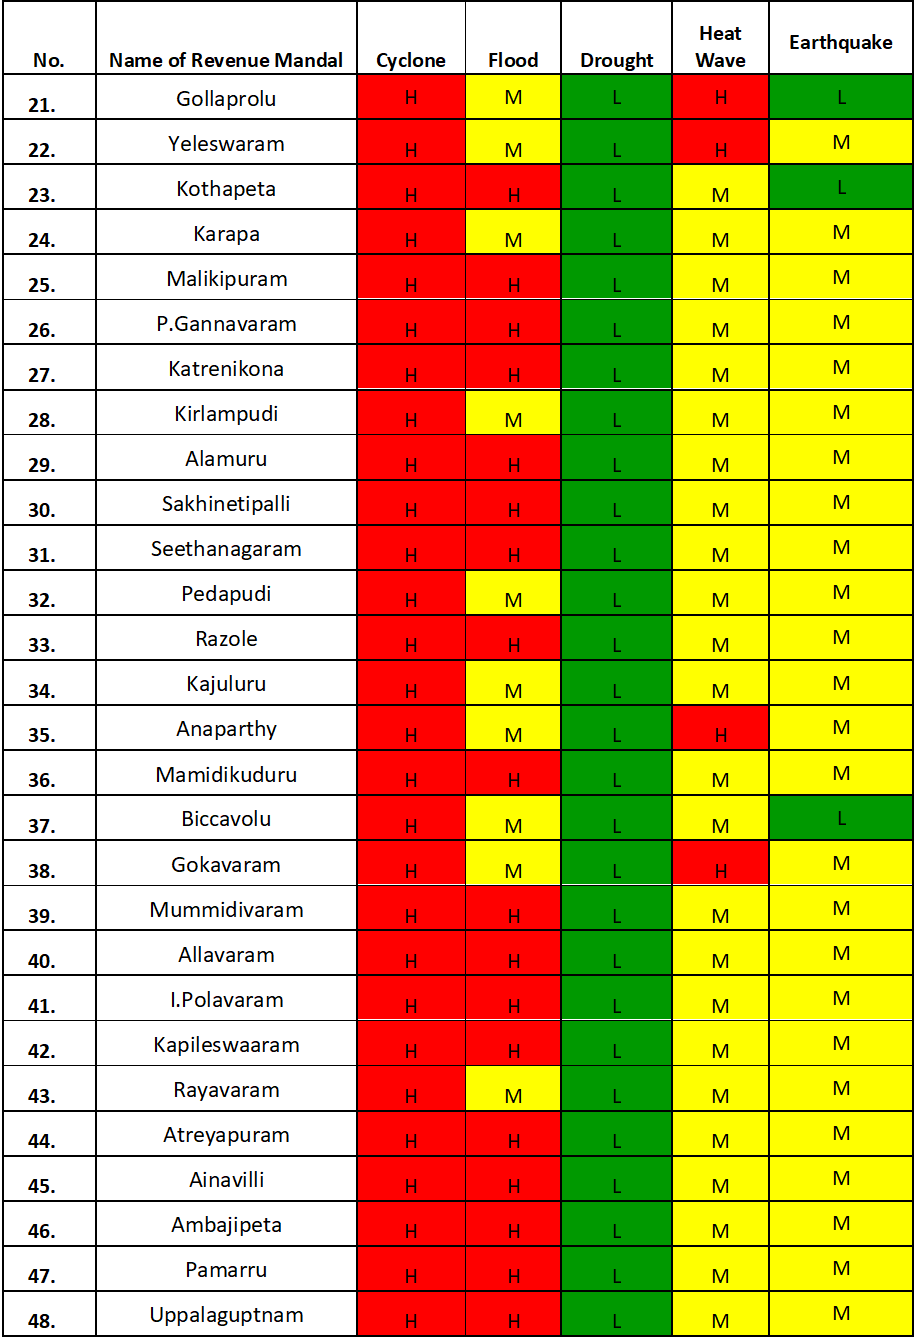 No. Name of Revenue Mandal Cyclone Flood Drought Heat Wave Earthquake
21. Gollaprolu H M L H L
22. Yeleswaram H M L H M
23. Kothapeta H H L M L
24. Karapa H M L M M
25. Malikipuram H H L M M
26. P.Gannavaram H H L M M
27. Katrenikona H H L M M
28. Kirlampudi H M L M M
29. Alamuru H H L M M
30. Sakhinetipalli H H L M M
31. Seethanagaram H H L M M
32. Pedapudi H M L M M
33. Razole H H L M M
34. Kajuluru H M L M M
35. Anaparthy H M L H M
36. Mamidikuduru H H L M M
37. Biccavolu H M L M L
38. Gokavaram H M L H M
39. Mummidivaram H H L M M
40. Allavaram H H L M M
41. I.Polavaram H H L M M
42. Kapileswaaram H H L M M
43. Rayavaram H M L M M
44. Atreyapuram H H L M M
45. Ainavilli H H L M M
46. Ambajipeta H H L M M
47. Pamarru H H L M M
48. Uppalaguptnam H H L M M